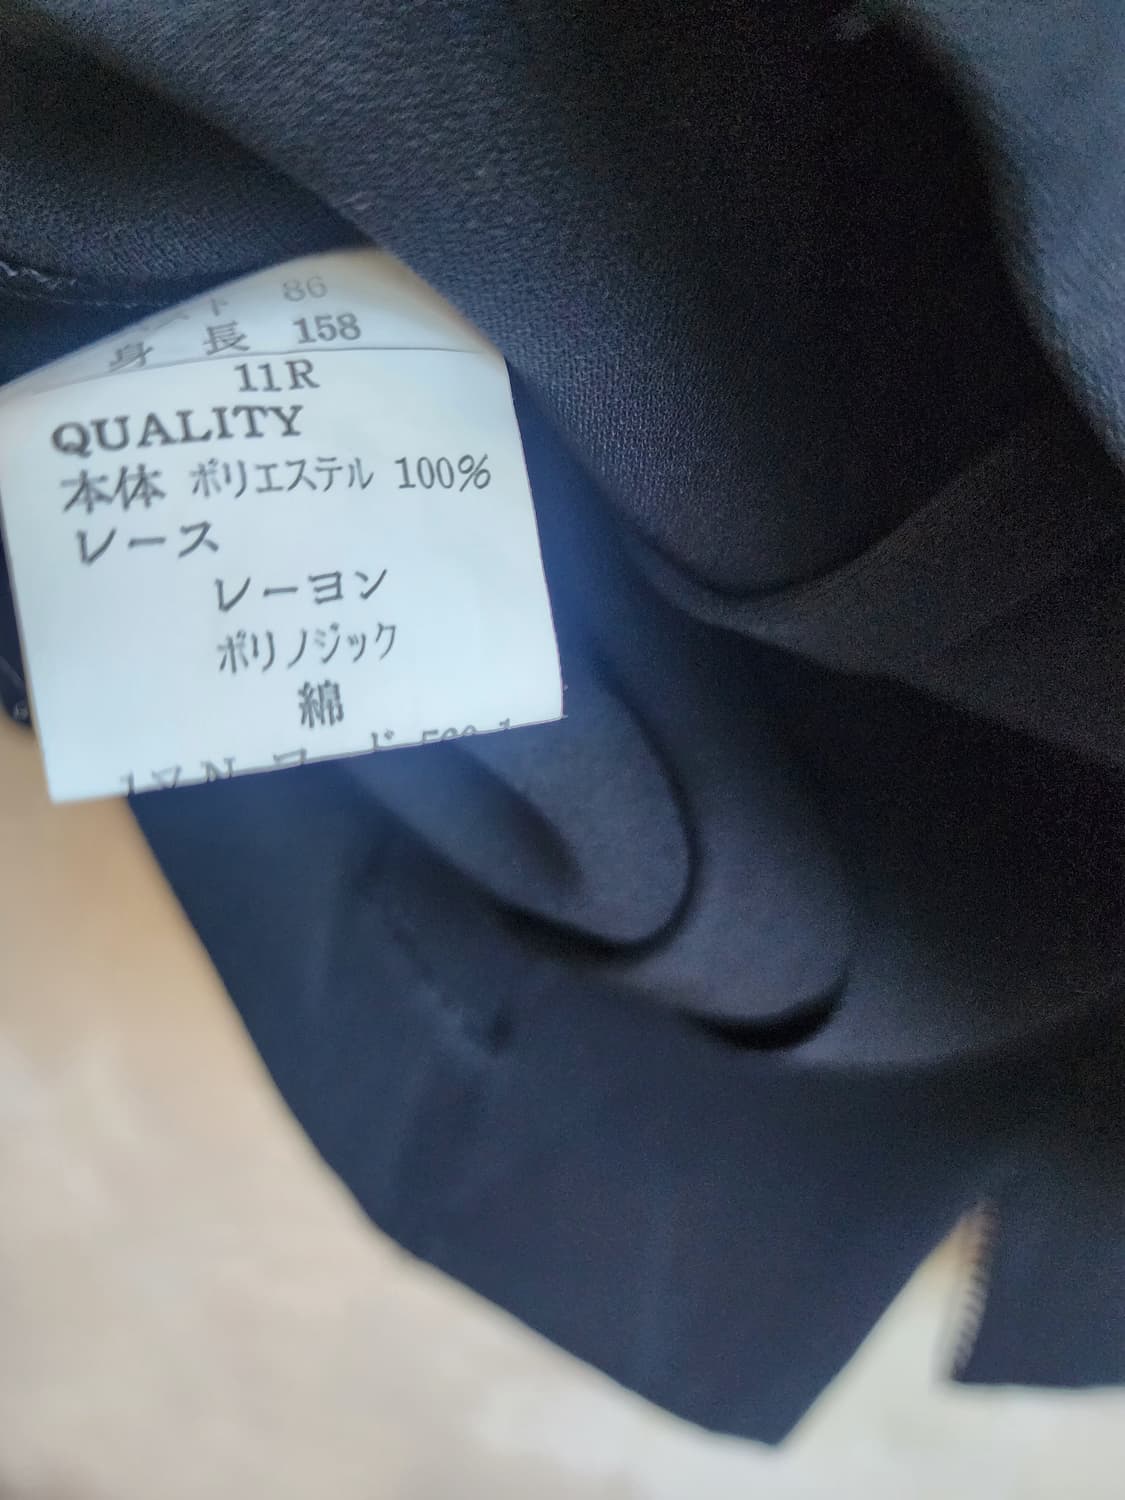 86
身 長 158
11R
QUALITY
本体 ポリエステル 100%
レース
レーヨン
ポリノジック
綿